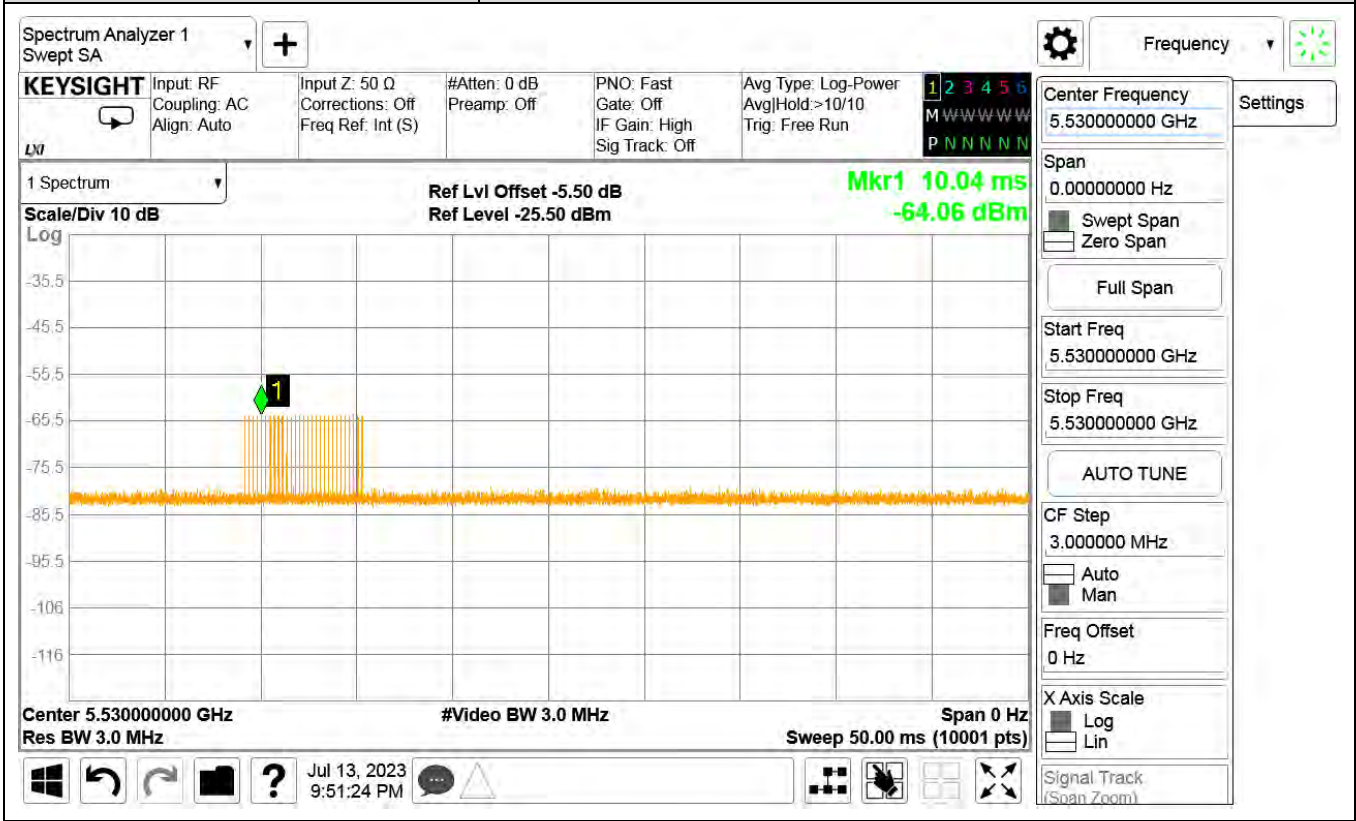 Spectrum Analyzer 1
Swept SA
Frequency
KEYSIGHT
LXI
Input: RF
Coupling: AC
Align: Auto
Input Z: 50 Ω
Corrections: Off
Freq Ref: Int (S)
#Atten: 0 dB
Preamp: Off
PNO: Fast
Gate: Off
IF Gain: High
Sig Track: Off
Avg Type: Log-Power
Avg|Hold:>10/10
Trig: Free Run
1 2 3 4 5 6
M W W W W W
P N N N N N
Center Frequency
5.530000000 GHz
Settings
1 Spectrum
Scale/Div 10 dB
Log
Ref Lvl Offset -5.50 dB
Ref Level -25.50 dBm
Mkr1 10.04 ms
-64.06 dBm
Span
0.00000000 Hz
Swept Span
Zero Span
Full Span
Start Freq
5.530000000 GHz
Stop Freq
5.530000000 GHz
AUTO TUNE
CF Step
3.000000 MHz
Auto
Man
Freq Offset
0 Hz
X Axis Scale
Log
Lin
Signal Track
(Span Zoom)
-35.5
-45.5
-55.5
1
-65.5
-75.5
-85.5
-95.5
-106
-116
Center 5.530000000 GHz
#Video BW 3.0 MHz
Span 0 Hz
Res BW 3.0 MHz
Sweep 50.00 ms (10001 pts)
?
Jul 13, 2023
9:51:24 PM